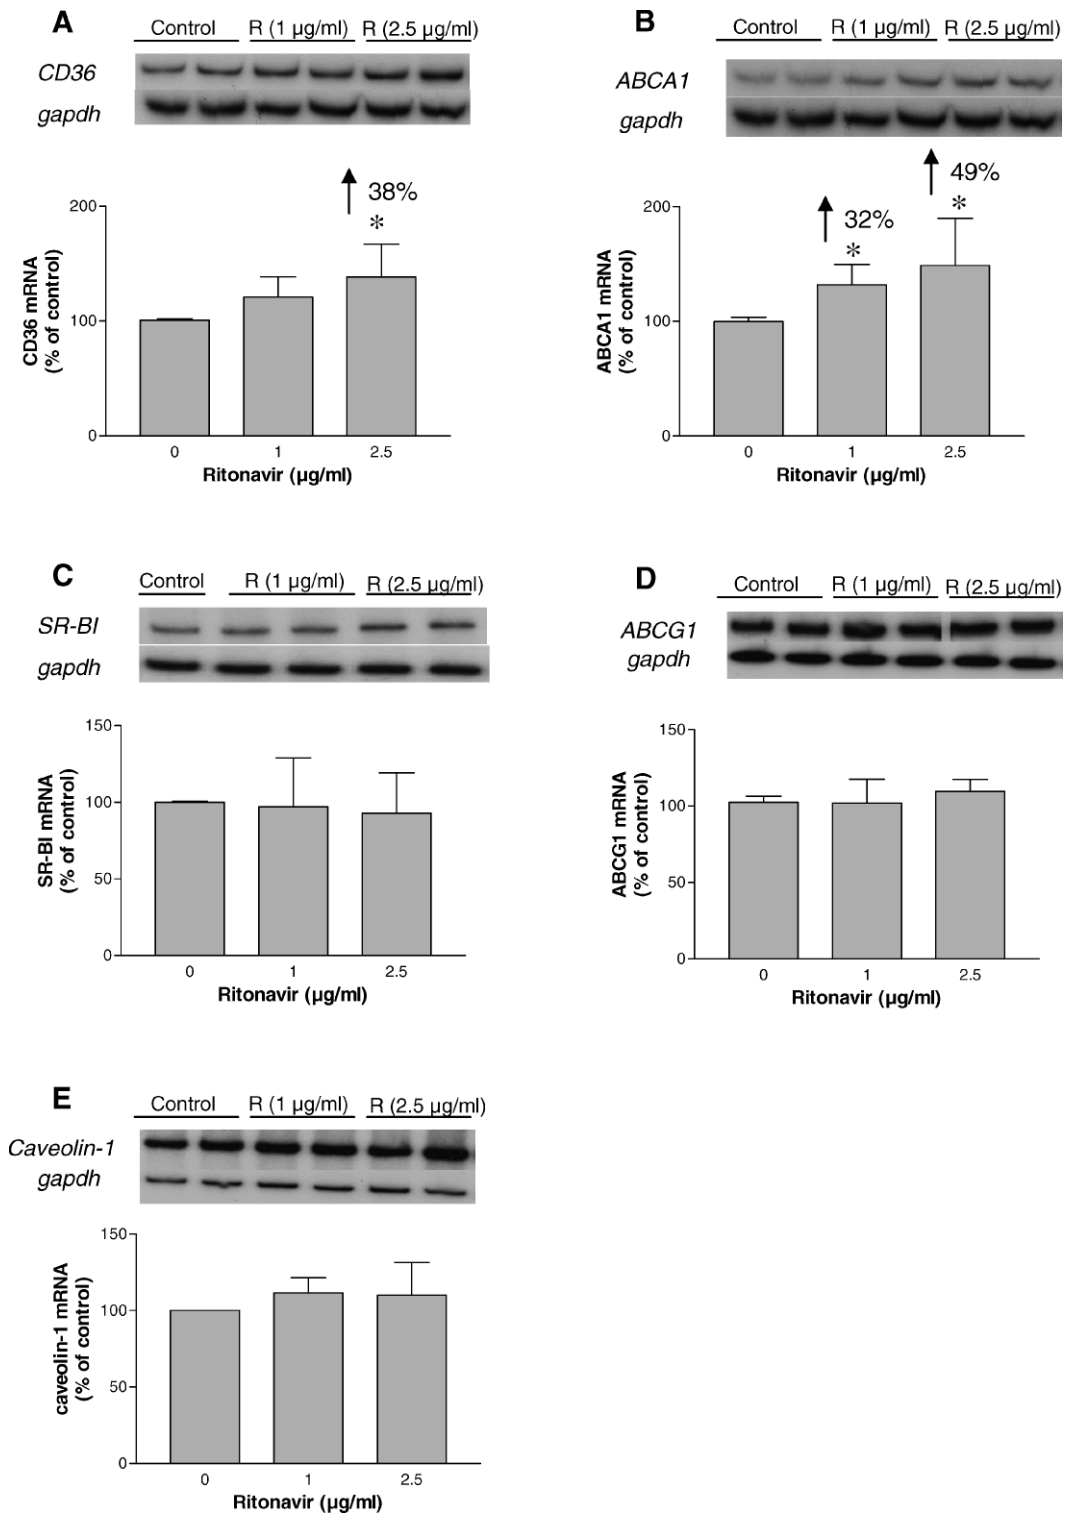 A
Control R (1 µg/ml) R (2.5 µg/ml)
CD36
gapdh
38%
*
200
100
0
CD36 mRNA
(% of control)
0 1 2.5
Ritonavir (µg/ml)
B
Control R (1 µg/ml) R (2.5 µg/ml)
ABCA1
gapdh
49%
*
32%
*
200
100
0
ABCA1 mRNA
(% of control)
0 1 2.5
Ritonavir (µg/ml)
C
Control R (1 µg/ml) R (2.5 µg/ml)
SR-BI
gapdh
150
100
50
0
SR-BI mRNA
(% of control)
0 1 2.5
Ritonavir (µg/ml)
D
Control R (1 µg/ml) R (2.5 µg/ml)
ABCG1
gapdh
150
100
50
0
ABCG1 mRNA
(% of control)
0 1 2.5
Ritonavir (µg/ml)
E
Control R (1 µg/ml) R (2.5 µg/ml)
Caveolin-1
gapdh
150
100
50
0
caveolin-1 mRNA
(% of control)
0 1 2.5
Ritonavir (µg/ml)